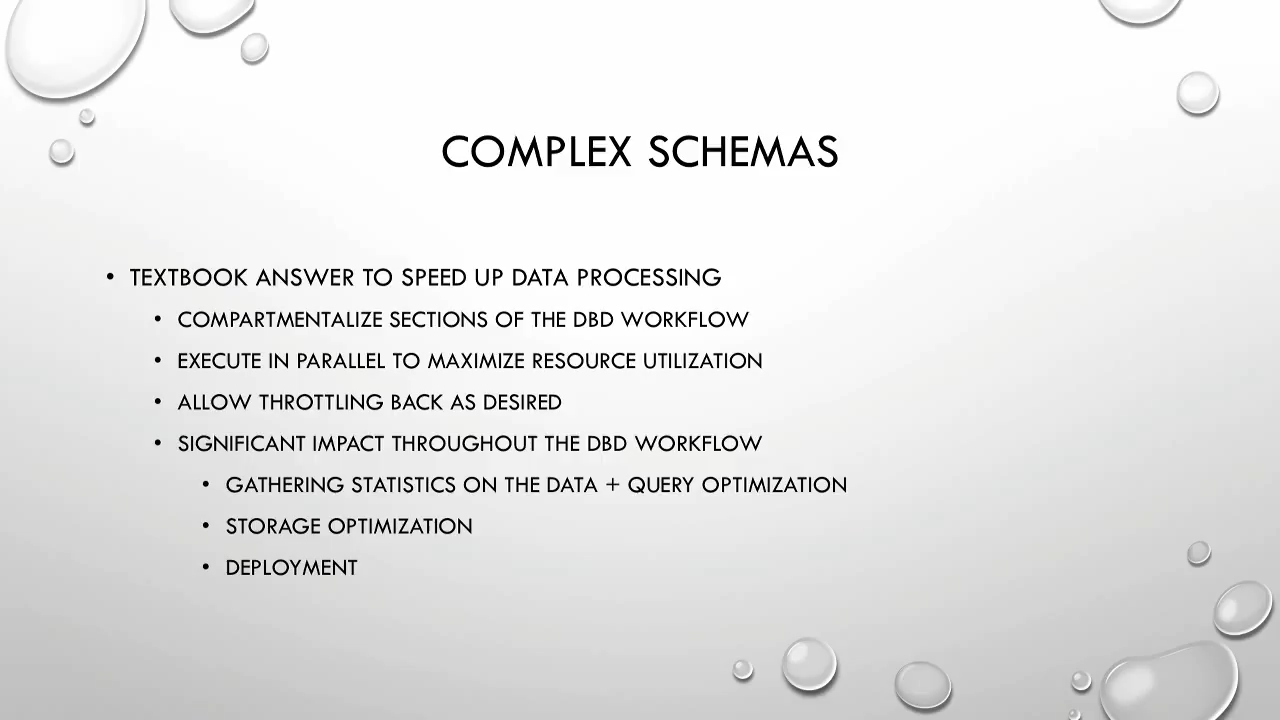 COMPLEX SCHEMAS
• TEXTBOOK ANSWER TO SPEED UP DATA PROCESSING
• COMPARTMENTALIZE SECTIONS OF THE DBD WORKFLOW
• EXECUTE IN PARALLEL TO MAXIMIZE RESOURCE UTILIZATION
• ALLOW THROTTLING BACK AS DESIRED
• SIGNIFICANT IMPACT THROUGHOUT THE DBD WORKFLOW
• GATHERING STATISTICS ON THE DATA + QUERY OPTIMIZATION
• STORAGE OPTIMIZATION
• DEPLOYMENT